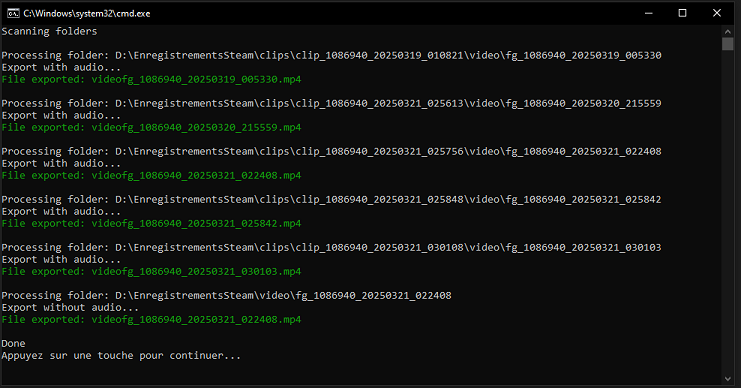 C:\Windows\system32\cmd.exe
Scanning folders
Processing folder: D:\EnregistrementsSteam\clips\clip_1086940_20250319_010821\video\fg_1086940_20250319_005330
Export with audio...
File exported: videofg_1086940_20250319_005330.mp4
Processing folder: D:\EnregistrementsSteam\clips\clip_1086940_20250321_025613\video\fg_1086940_20250320_215559
Export with audio...
File exported: videofg_1086940_20250320_215559.mp4
Processing folder: D:\EnregistrementsSteam\clips\clip_1086940_20250321_025756\video\fg_1086940_20250321_022408
Export with audio...
File exported: videofg_1086940_20250321_022408.mp4
Processing folder: D:\EnregistrementsSteam\clips\clip_1086940_20250321_025848\video\fg_1086940_20250321_025842
Export with audio...
File exported: videofg_1086940_20250321_025842.mp4
Processing folder: D:\EnregistrementsSteam\clips\clip_1086940_20250321_030108\video\fg_1086940_20250321_030103
Export with audio...
File exported: videofg_1086940_20250321_030103.mp4
Processing folder: D:\EnregistrementsSteam\video\fg_1086940_20250321_022408
Export without audio...
File exported: videofg_1086940_20250321_022408.mp4
Done
Appuyez sur une touche pour continuer...